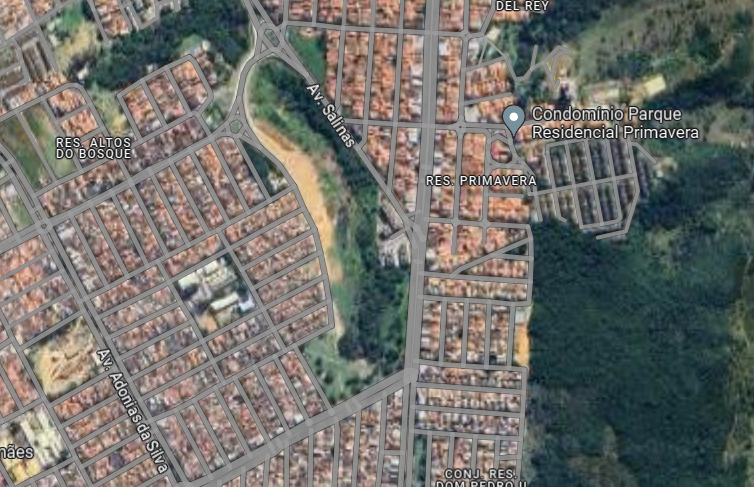 DEL REY
Av. Salinas
Condomínio Parque
Residencial Primavera
RES. ALTOS
DO BOSQUE
RES. PRIMAVERA
Av. Adonias da Silva
CONJ. RES.
DOM PEDRO II